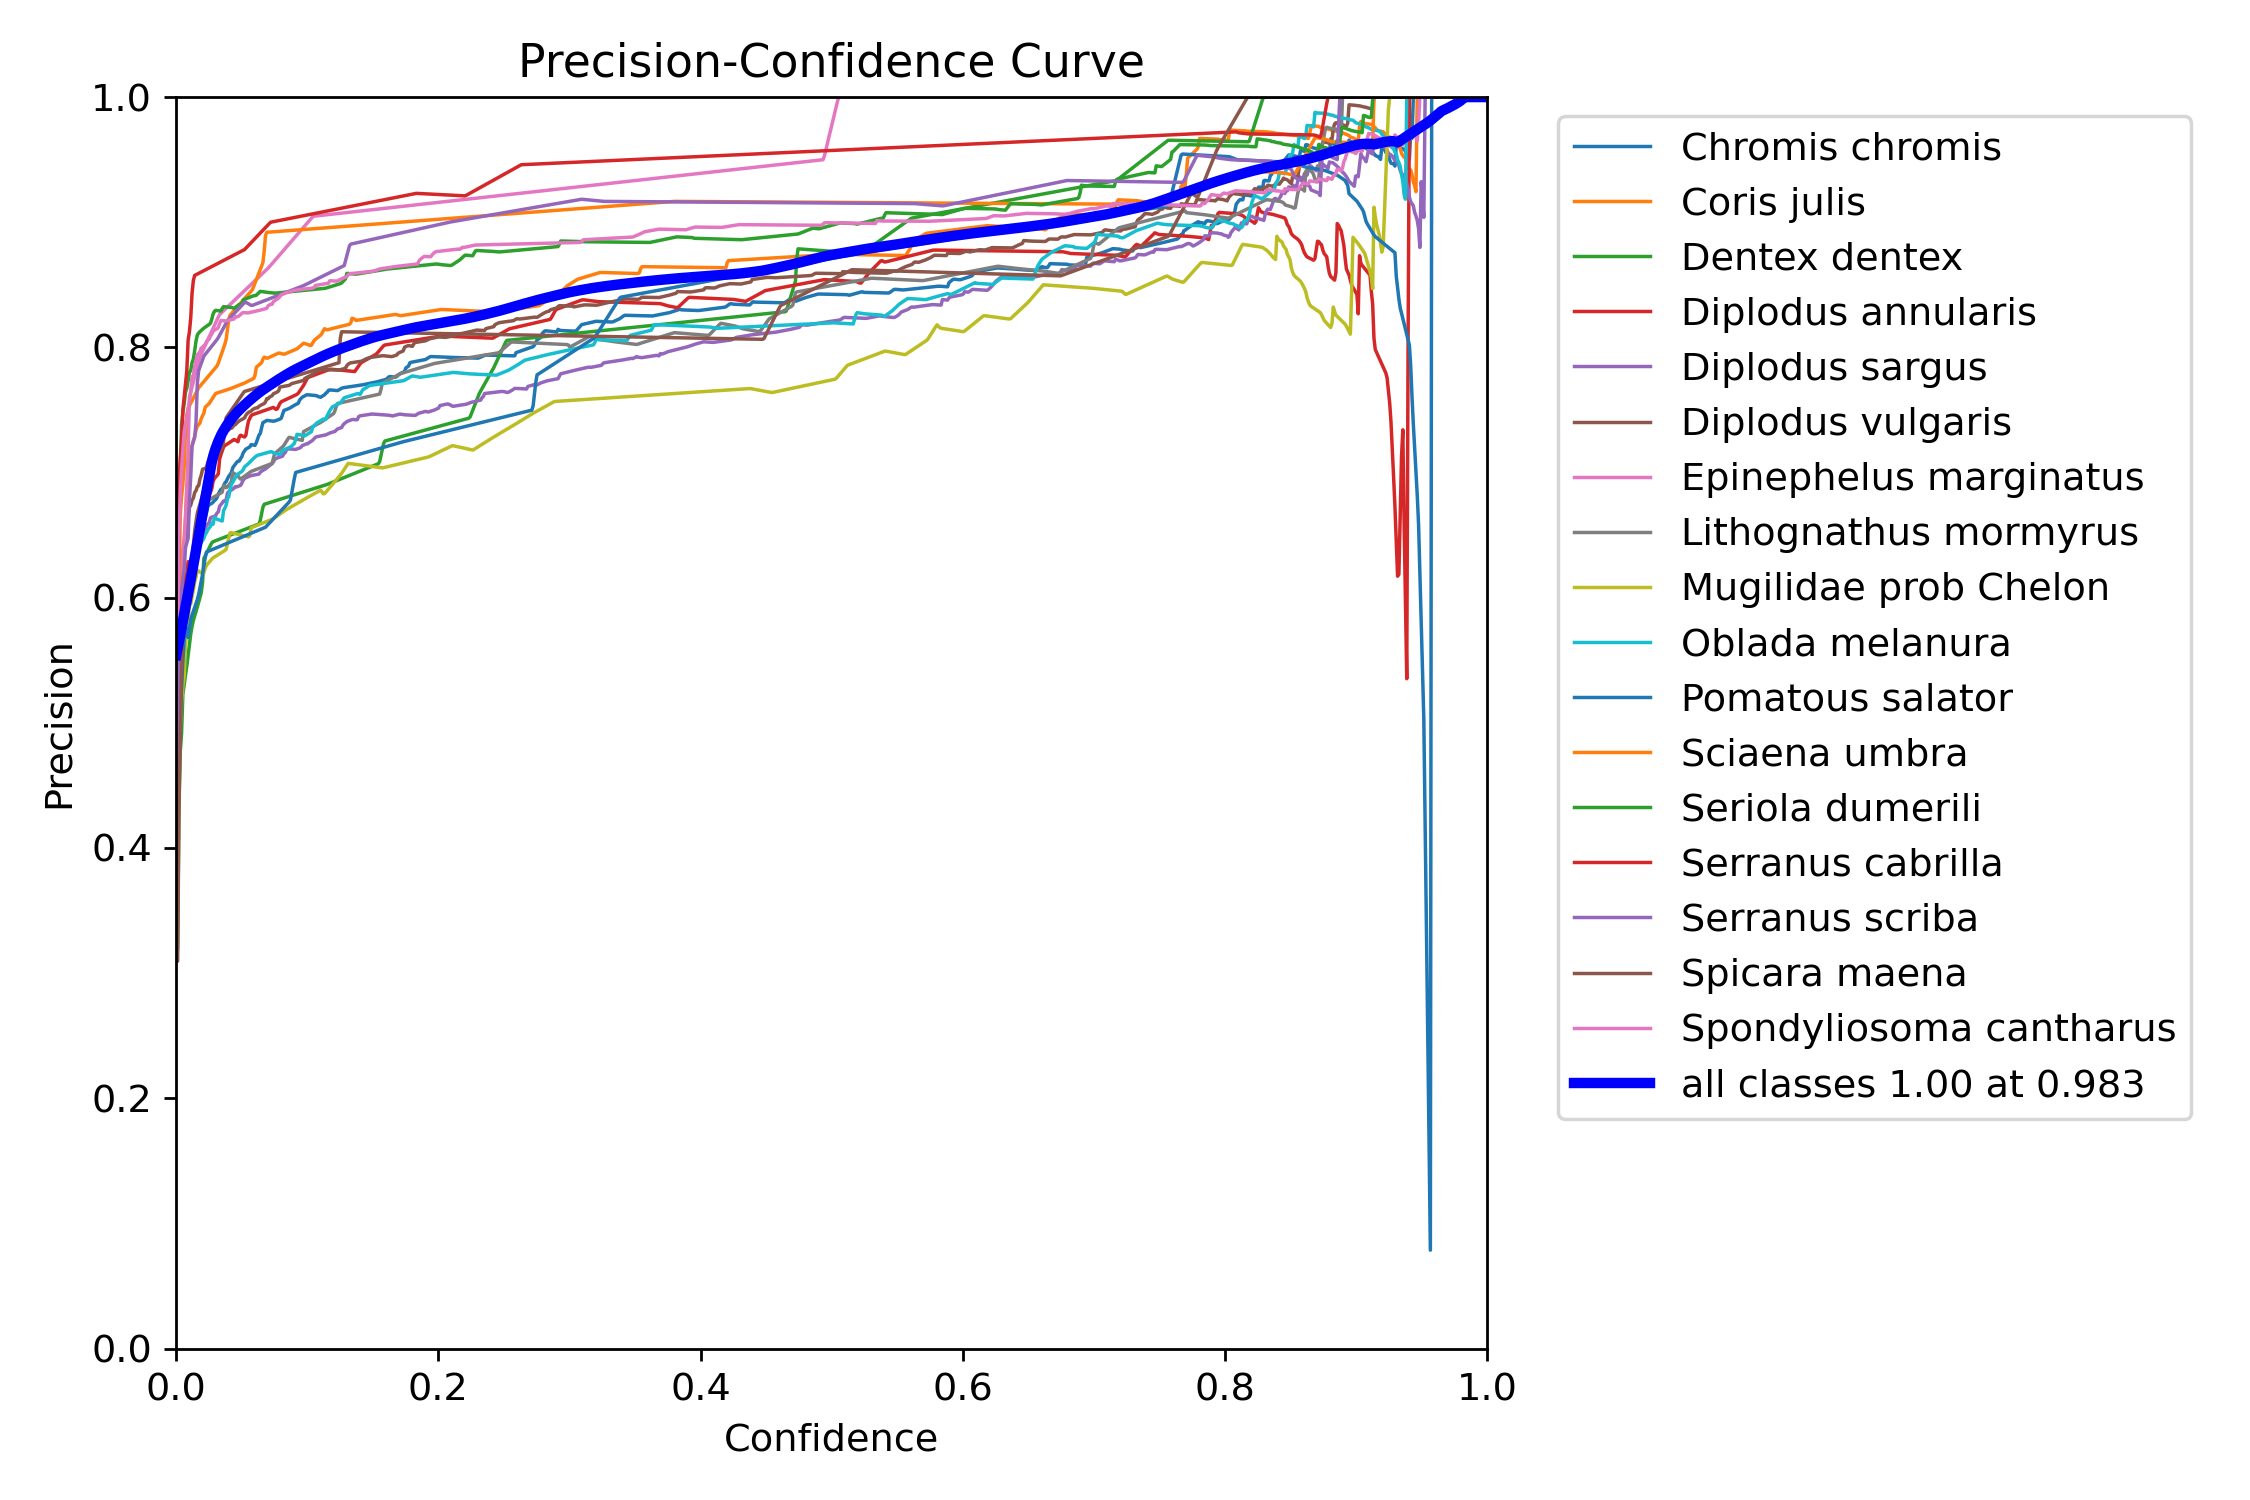 Precision-Confidence Curve
1.0
0.8
0.6
0.4
0.2
0.0
Precision
0.0 0.2 0.4 0.6 0.8 1.0
Confidence
Chromis chromis
Coris julis
Dentex dentex
Diplodus annularis
Diplodus sargus
Diplodus vulgaris
Epinephelus marginatus
Lithognathus mormyrus
Mugilidae prob Chelon
Oblada melanura
Pomatous salator
Sciaena umbra
Seriola dumerili
Serranus cabrilla
Serranus scriba
Spicara maena
Spondyliosoma cantharus
all classes 1.00 at 0.983